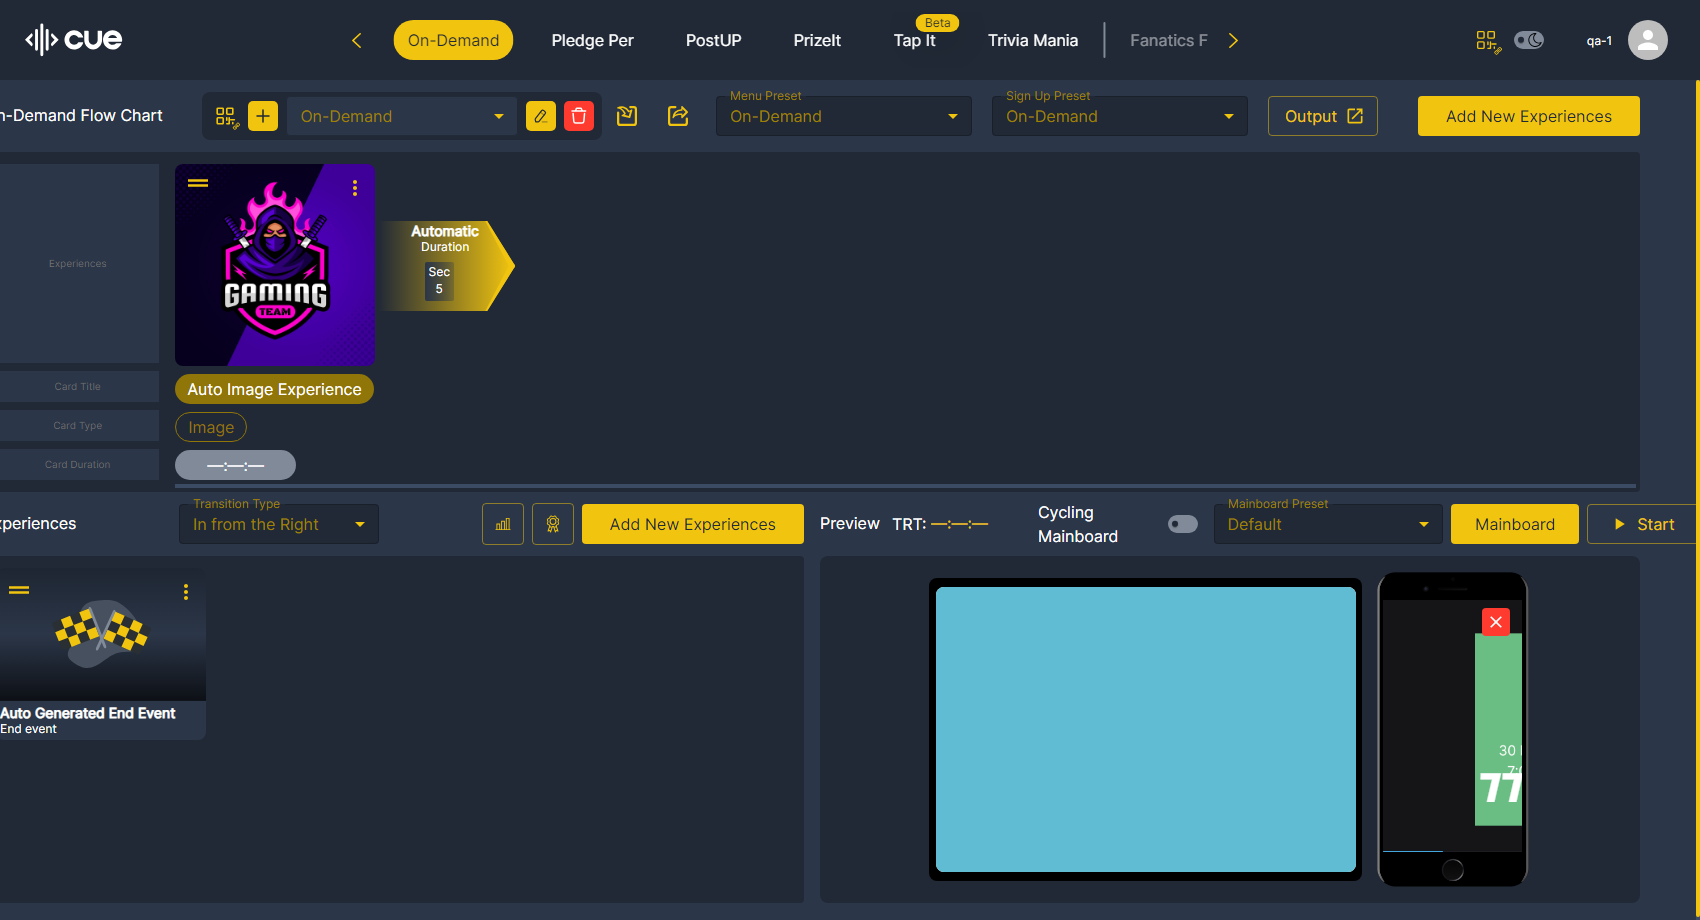 cue
On-Demand
Pledge Per
PostUP
PrizeIt
Beta
Tap It
Trivia Mania
Fanatics F
qa-1
n-Demand Flow Chart
On-Demand
Menu Preset
On-Demand
Sign Up Preset
On-Demand
Output
Add New Experiences
Experiences
GAMING
TEAM
Automatic
Duration
Sec
5
Card Title
Auto Image Experience
Card Type
Image
Card Duration
—:—:—
xperiences
Transition Type
In from the Right
Add New Experiences
Preview
TRT: —:—:—
Cycling
Mainboard
Mainboard Preset
Default
Mainboard
Start
Auto Generated End Event
End event
30
7:
77